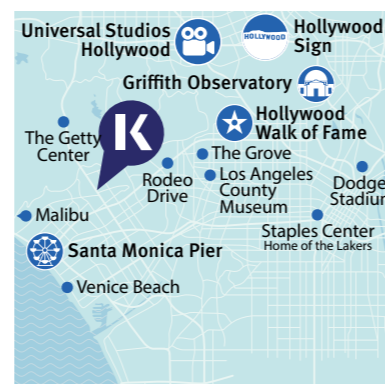 Universal Studios
Hollywood
Hollywood
Sign
HOLLYWOOD
Griffith Observatory
Hollywood
Walk of Fame
The Getty
Center
K
The Grove
Rodeo
Drive
Los Angeles
County
Museum
Dodge
Stadium
Malibu
Staples Center
Home of the Lakers
Santa Monica Pier
Venice Beach